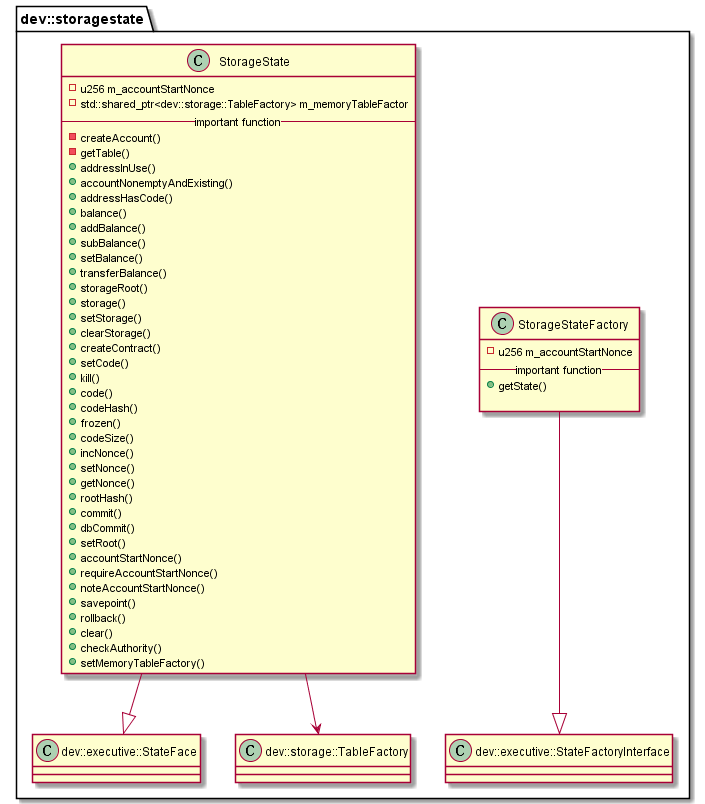 dev::storagestate
C StorageState
u256 m_accountStartNonce
std::shared_ptr<dev::storage::TableFactory> m_memoryTableFactor
important function
createAccount()
getTable()
addressInUse()
accountNonemptyAndExisting()
addressHasCode()
balance()
addBalance()
subBalance()
setBalance()
transferBalance()
storageRoot()
storage()
setStorage()
clearStorage()
createContract()
setCode()
kill()
code()
codeHash()
frozen()
codeSize()
incNonce()
setNonce()
getNonce()
rootHash()
commit()
dbCommit()
setRoot()
accountStartNonce()
requireAccountStartNonce()
noteAccountStartNonce()
savepoint()
rollback()
clear()
checkAuthority()
setMemoryTableFactory()
C StorageStateFactory
u256 m_accountStartNonce
important function
getState()
C dev::executive::StateFace
C dev::storage::TableFactory
C dev::executive::StateFactoryInterface